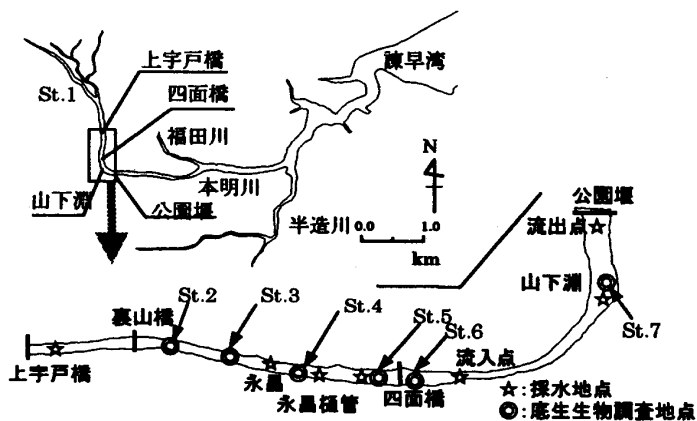 上宇戸橋
諫早湾
St.1
四面橋
福田川
N
本明川
山下淵
公園堰
半造川
0.0 1.0
km
公園堰
流出点
山下淵
St.2
St.3
St.4
St.5
St.6
St.7
裏山橋
流入点
上宇戸橋
永昌
永昌樋管
四面橋
☆:採水地点
◎:底生生物調査地点